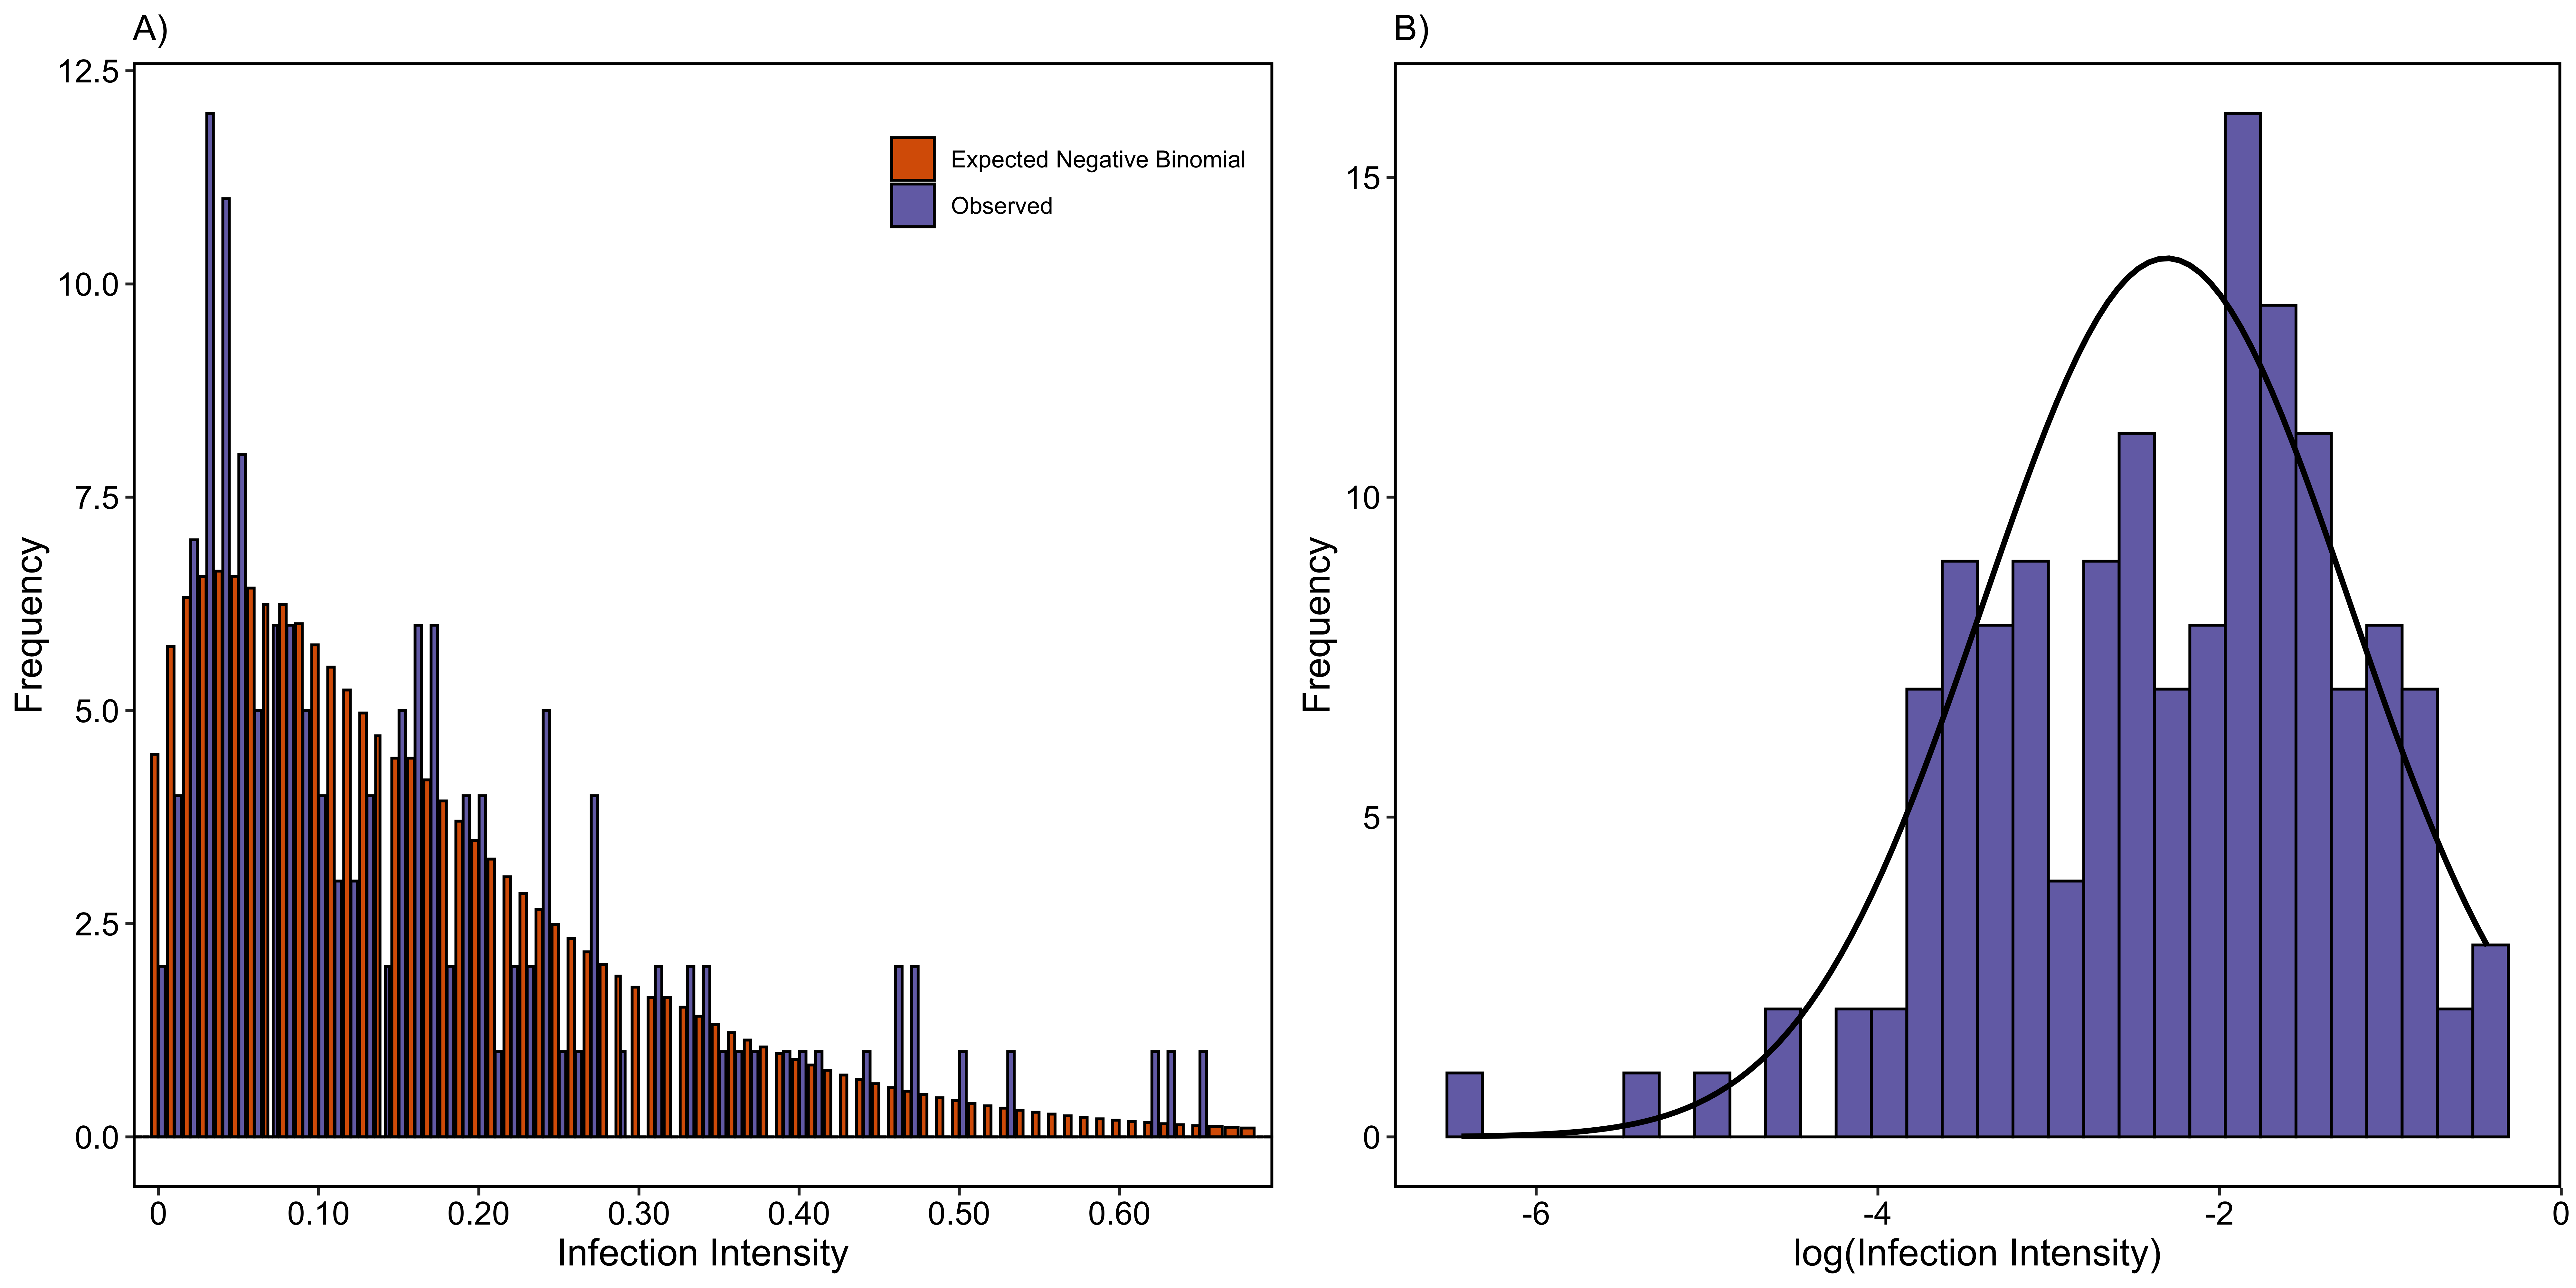 A)
12.5
10.0
7.5
5.0
2.5
0.0
Frequency
Expected Negative Binomial
Observed
0 0.10 0.20 0.30 0.40 0.50 0.60
Infection Intensity
B)
15
10
5
0
Frequency
-6 -4 -2 0
log(Infection Intensity)